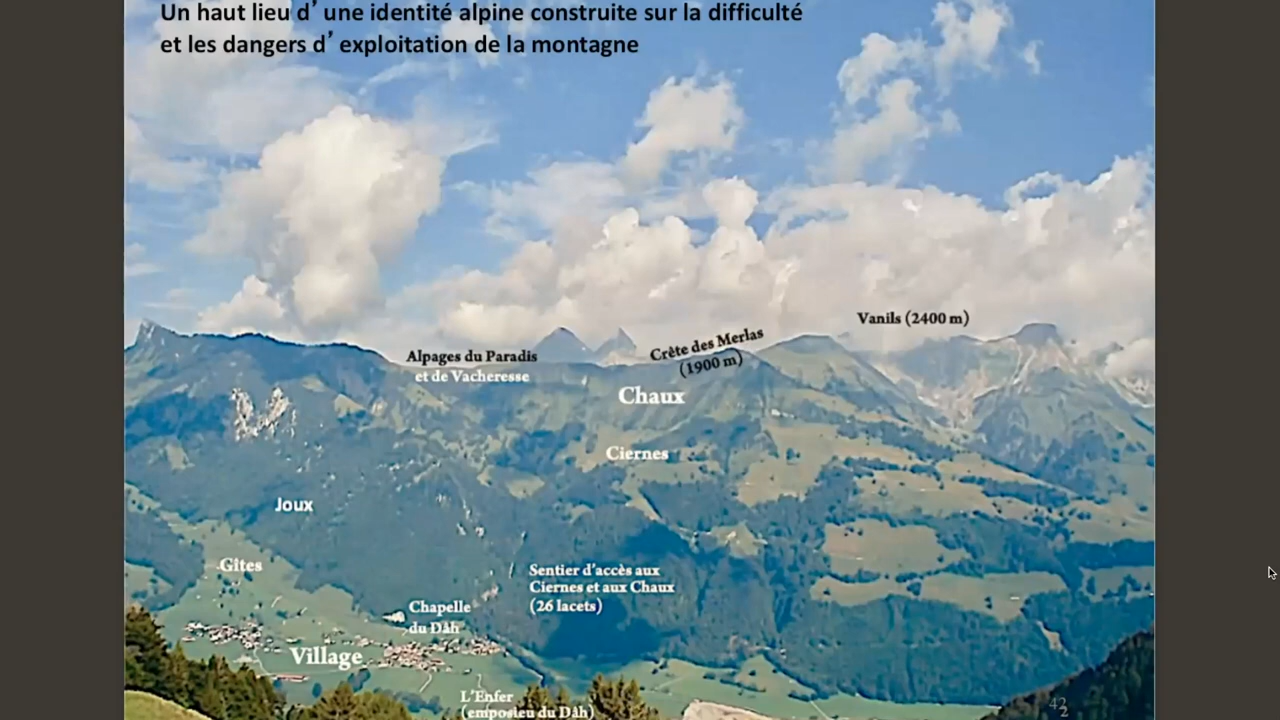 Un haut lieu d’une identité alpine construite sur la difficulté
et les dangers d’exploitation de la montagne
Vanils (2400 m)
Crête des Merlas
(1900 m)
Alpages du Paradis
et de Vacheresse
Chaux
Ciernes
Joux
Gîtes
Sentier d’accès aux
Ciernes et aux Chaux
(26 lacets)
Chapelle
du Dâh
Village
L’Enfer
(emposieu du Dâh)